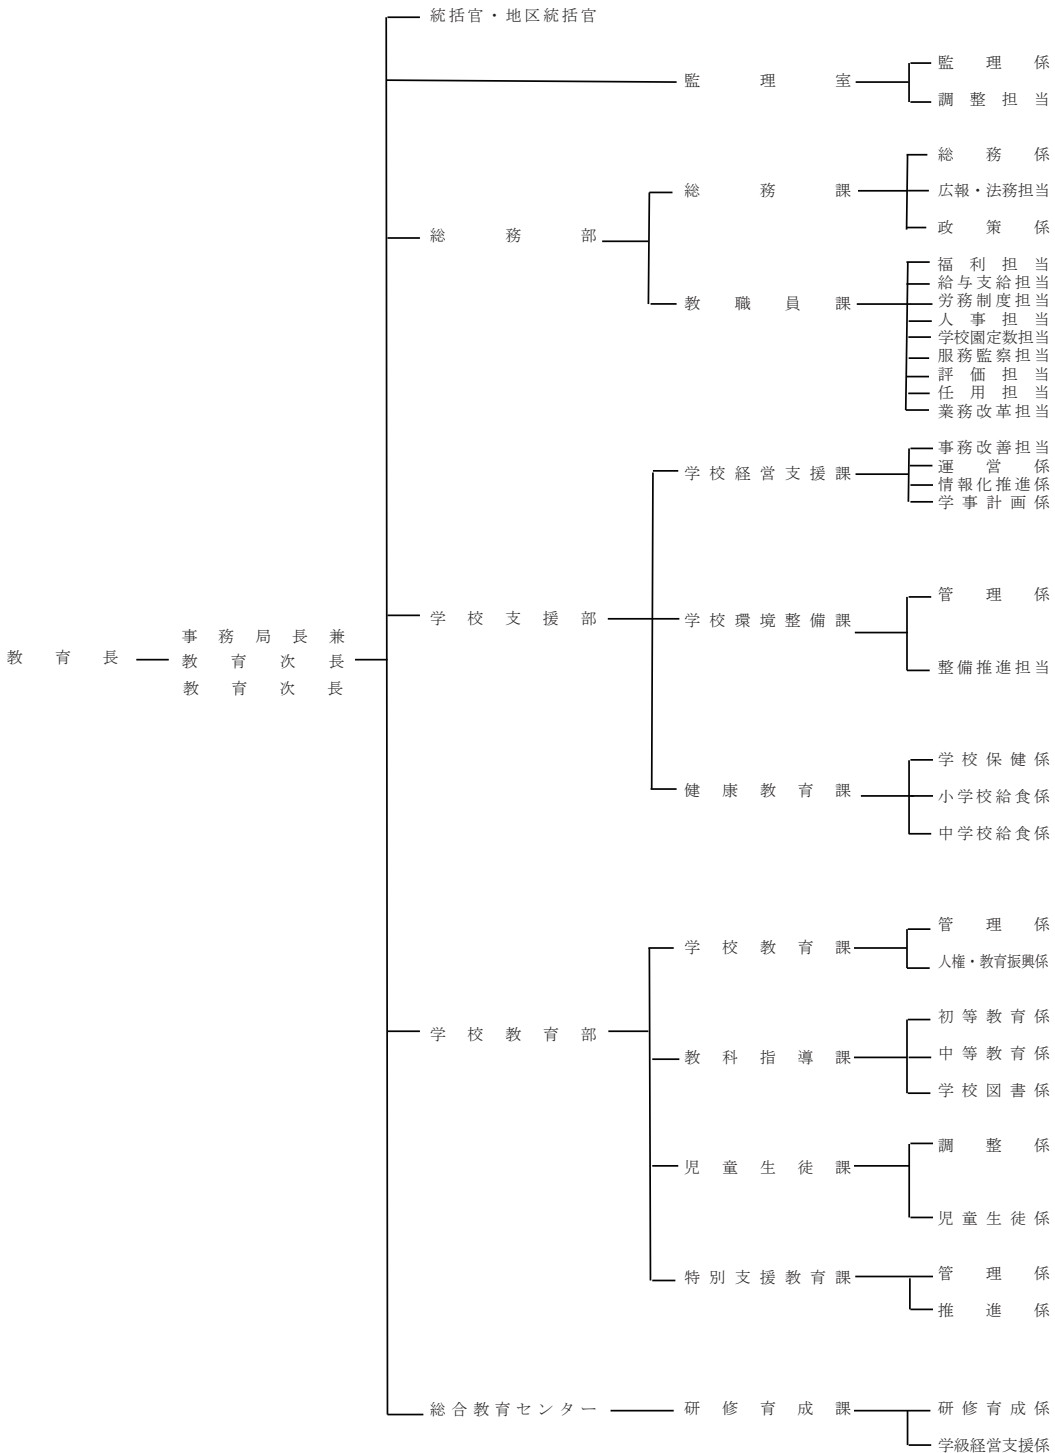 統括官・地区統括官
監理室
監理係
調整担当
総務部
総務課
総務係
広報・法務担当
政策係
教職員課
福利担当
給与支給担当
労務制度担当
人事担当
学校園定数担当
服務監察担当
評価担当
任用担当
業務改革担当
教育長
事務局長兼
教育次長
教育次長
学校支援部
学校経営支援課
事務改善担当
運営係
情報化推進係
学事計画係
学校環境整備課
管理係
整備推進担当
健康教育課
学校保健係
小学校給食係
中学校給食係
学校教育部
学校教育課
管理係
人権・教育振興係
教科指導課
初等教育係
中等教育係
学校図書係
児童生徒課
調整係
児童生徒係
特別支援教育課
管理係
推進係
総合教育センター
研修育成課
研修育成係
学級経営支援係